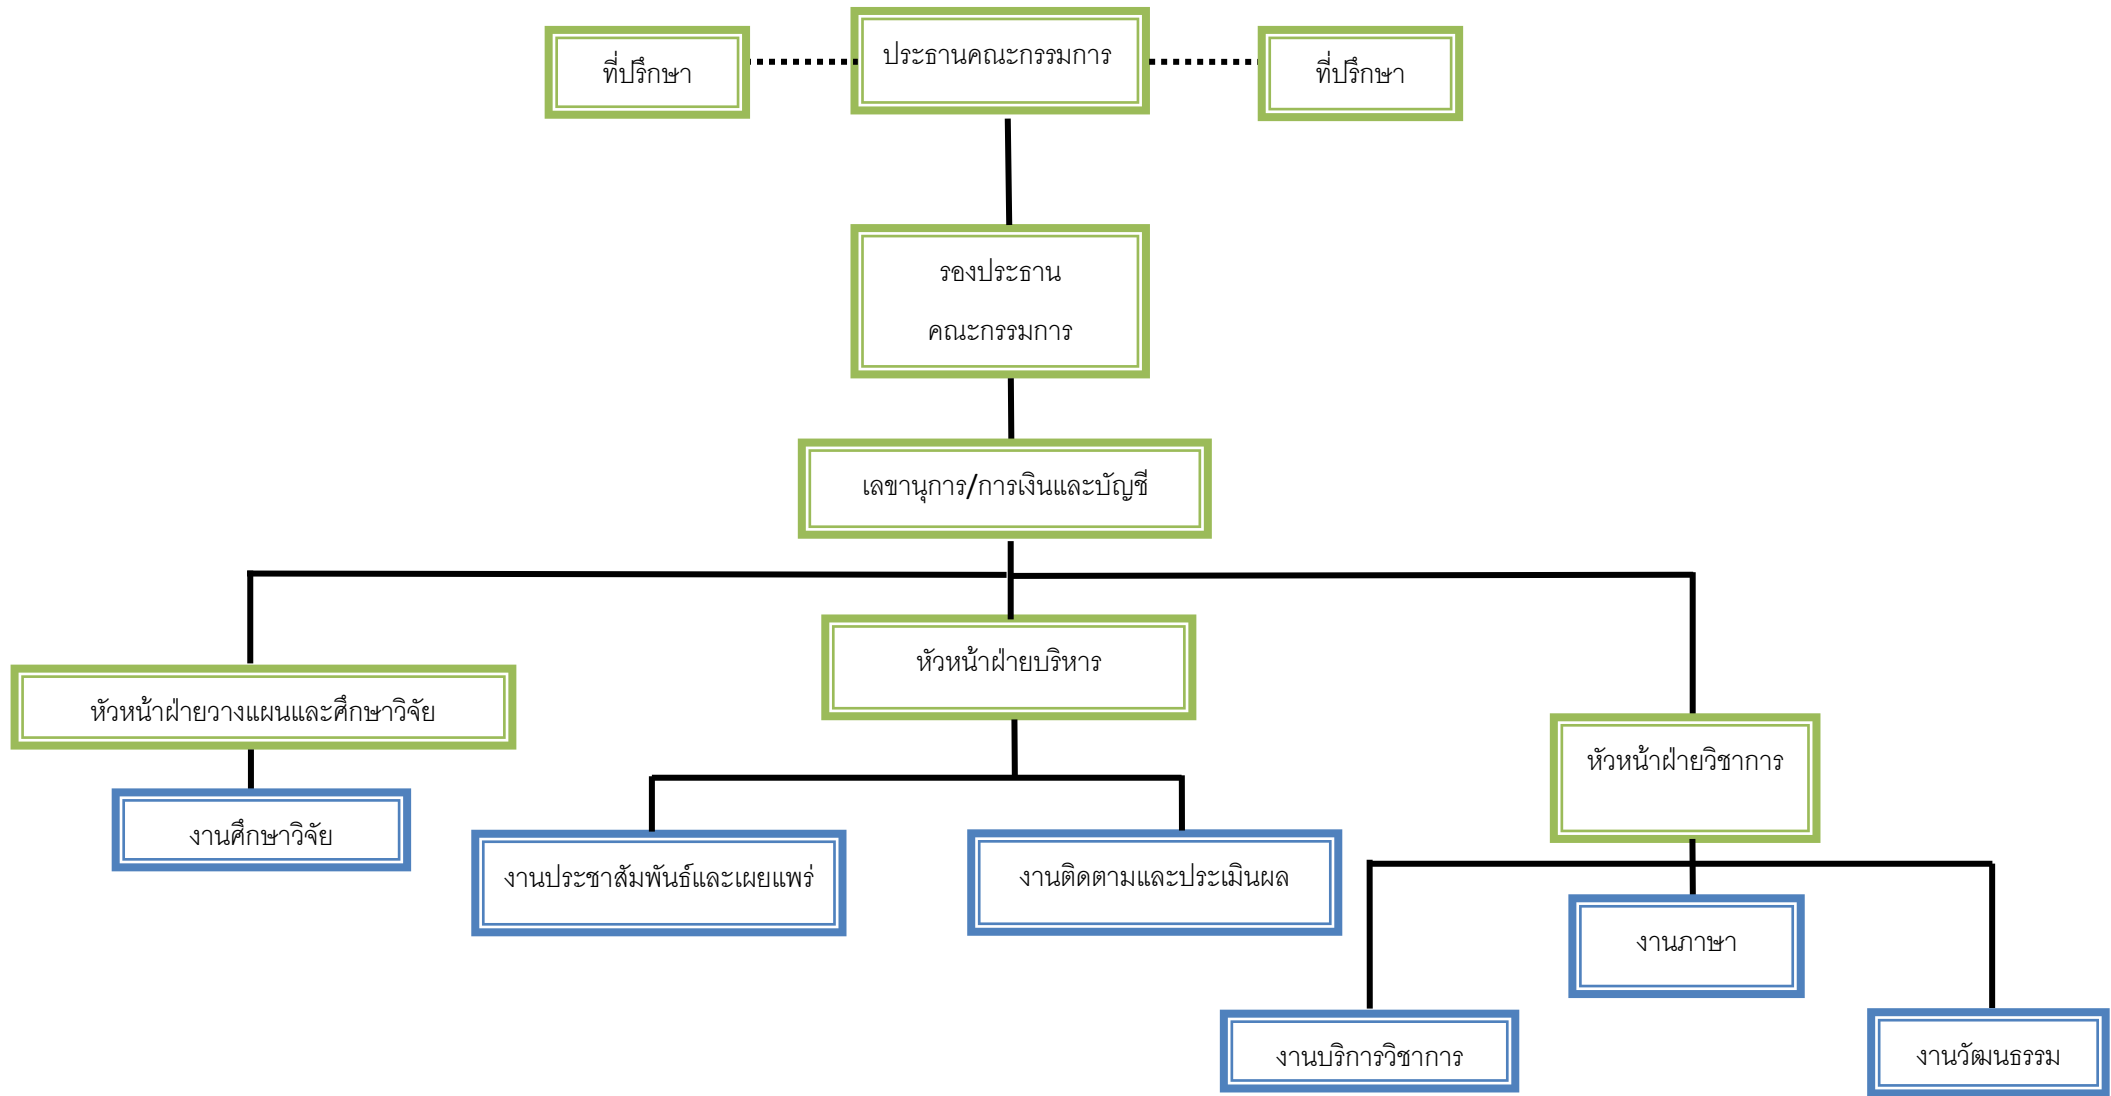 ที่ปรึกษา
ประธานคณะกรรมการ
ที่ปรึกษา
รองประธาน
คณะกรรมการ
เลขานุการ/การเงินและบัญชี
หัวหน้าฝ่ายบริหาร
หัวหน้าฝ่ายวางแผนและศึกษาวิจัย
หัวหน้าฝ่ายวิชาการ
งานศึกษาวิจัย
งานประชาสัมพันธ์และเผยแพร่
งานติดตามและประเมินผล
งานภาษา
งานบริการวิชาการ
งานวัฒนธรรม